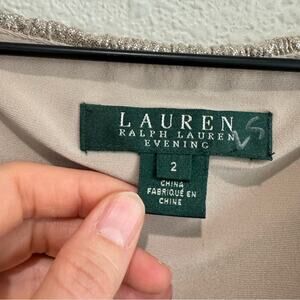 LAUREN
RALPH LAUREN
EVENING
2
CHINA
FABRIQUÉ EN
CHINE